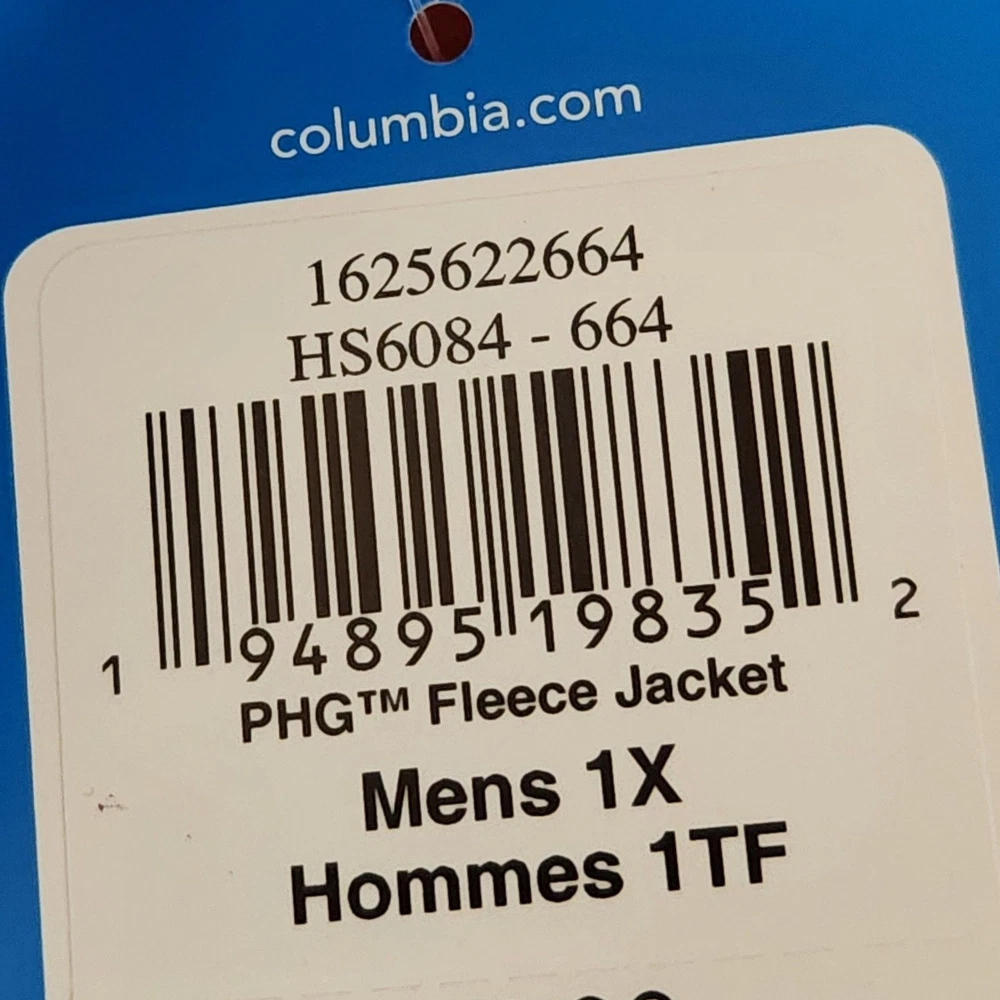 columbia.com
1625622664
HS6084 - 664
1 94895 19835 2
PHG™ Fleece Jacket
Mens 1X
Hommes 1TF